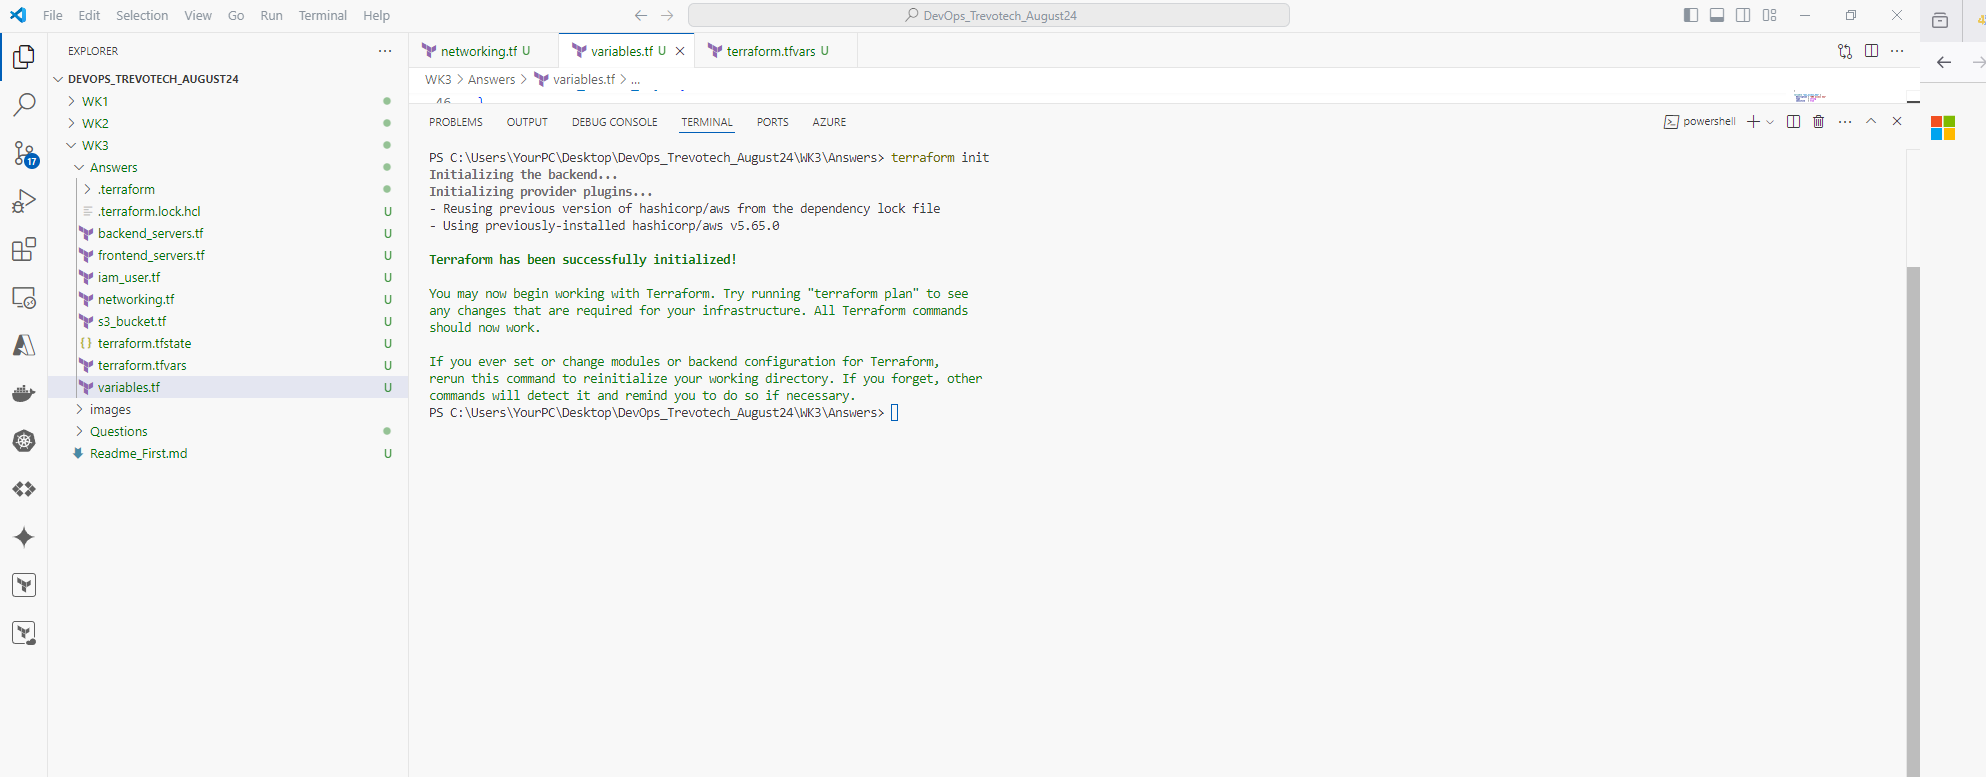 File Edit Selection View Go Run Terminal Help
DevOps_Trevotech_August24
EXPLORER
DEVOPS_TREVOTECH_AUGUST24
WK1
WK2
WK3
Answers
.terraform
.terraform.lock.hcl U
backend_servers.tf U
frontend_servers.tf U
iam_user.tf U
networking.tf U
s3_bucket.tf U
terraform.tfstate U
terraform.tfvars U
variables.tf U
images
Questions
Readme_First.md U
17
networking.tf U variables.tf U terraform.tfvars U
WK3 > Answers > variables.tf > ...
46 }
PROBLEMS OUTPUT DEBUG CONSOLE TERMINAL PORTS AZURE
powershell
PS C:\Users\YourPC\Desktop\DevOps_Trevotech_August24\WK3\Answers> terraform init
Initializing the backend...
Initializing provider plugins...
- Reusing previous version of hashicorp/aws from the dependency lock file
- Using previously-installed hashicorp/aws v5.65.0
Terraform has been successfully initialized!
You may now begin working with Terraform. Try running "terraform plan" to see
any changes that are required for your infrastructure. All Terraform commands
should now work.
If you ever set or change modules or backend configuration for Terraform,
rerun this command to reinitialize your working directory. If you forget, other
commands will detect it and remind you to do so if necessary.
PS C:\Users\YourPC\Desktop\DevOps_Trevotech_August24\WK3\Answers>